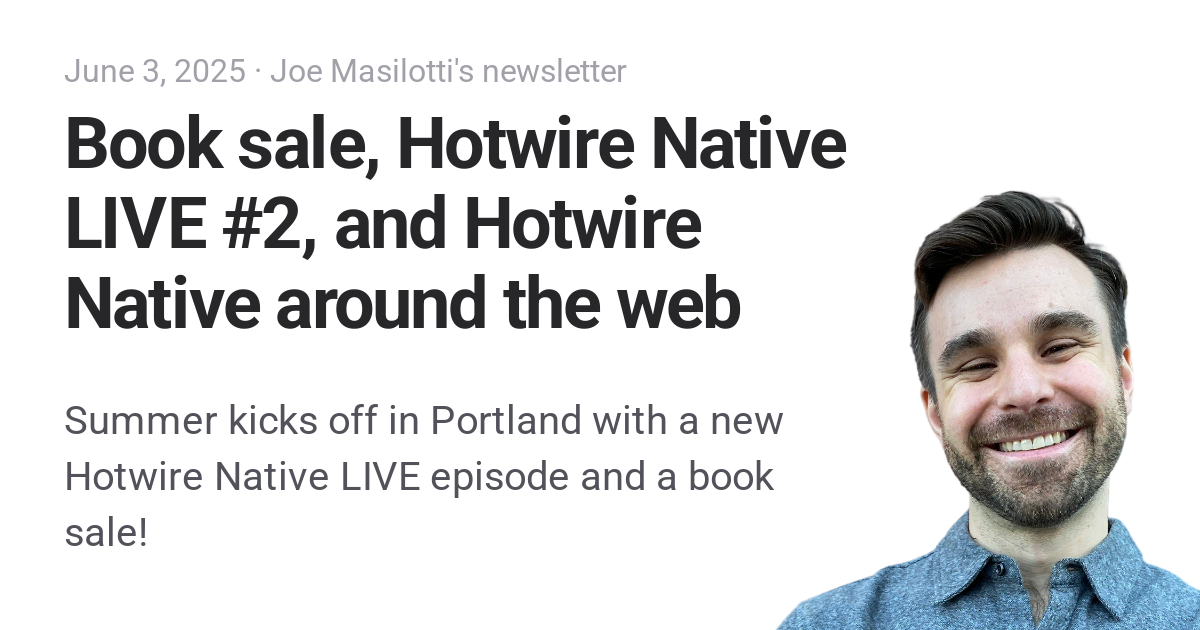 June 3, 2025 · Joe Masilotti's newsletter
Book sale, Hotwire Native
LIVE #2, and Hotwire
Native around the web
Summer kicks off in Portland with a new
Hotwire Native LIVE episode and a book
sale!